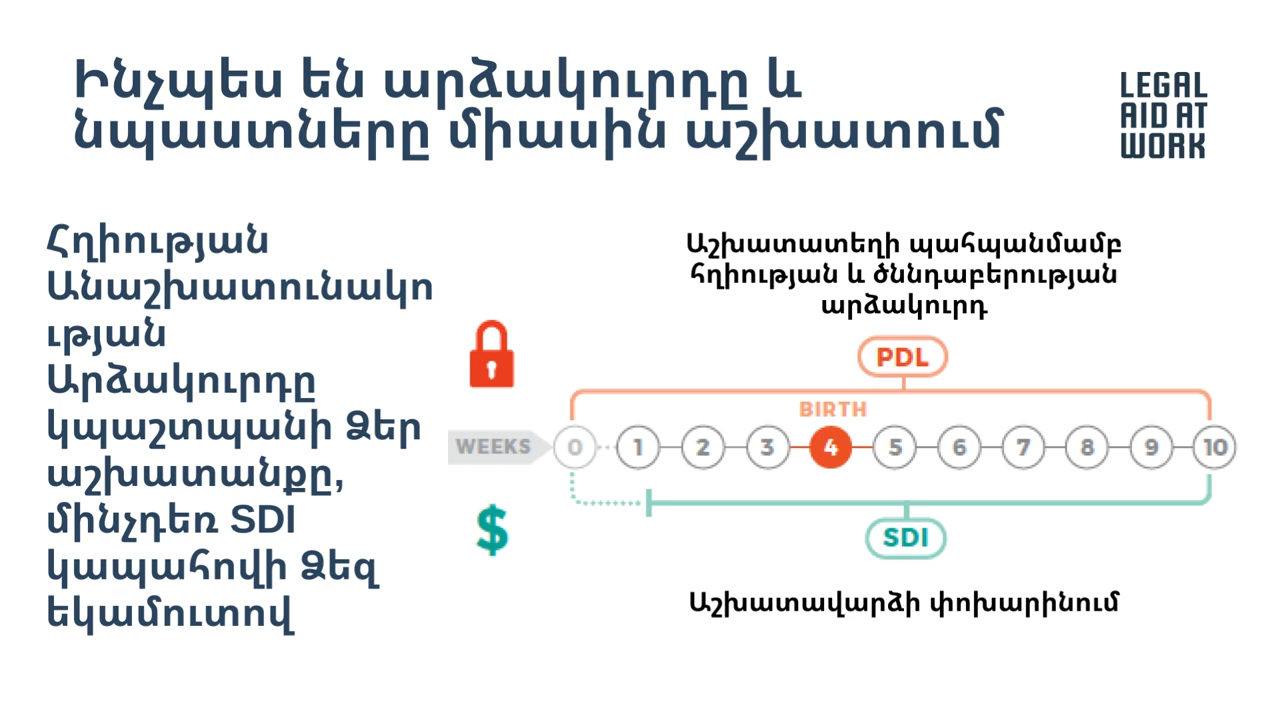 Ինչպես են արձակուրդը և
նպաստները միասին աշխատում
LEGAL
AID AT
WORK
Հղիության
Անաշխատունակո
ւթյան
Արձակուրդը
կպաշտպանի Ձեր
աշխատանքը,
մինչդեռ SDI
կապահովի Ձեզ
եկամուտով
Աշխատատեղի պահպանմամբ
հղիության և ծննդաբերության
արձակուրդ
PDL
BIRTH
WEEKS 0 1 2 3 4 5 6 7 8 9 10
$
SDI
Աշխատավարձի փոխարինում